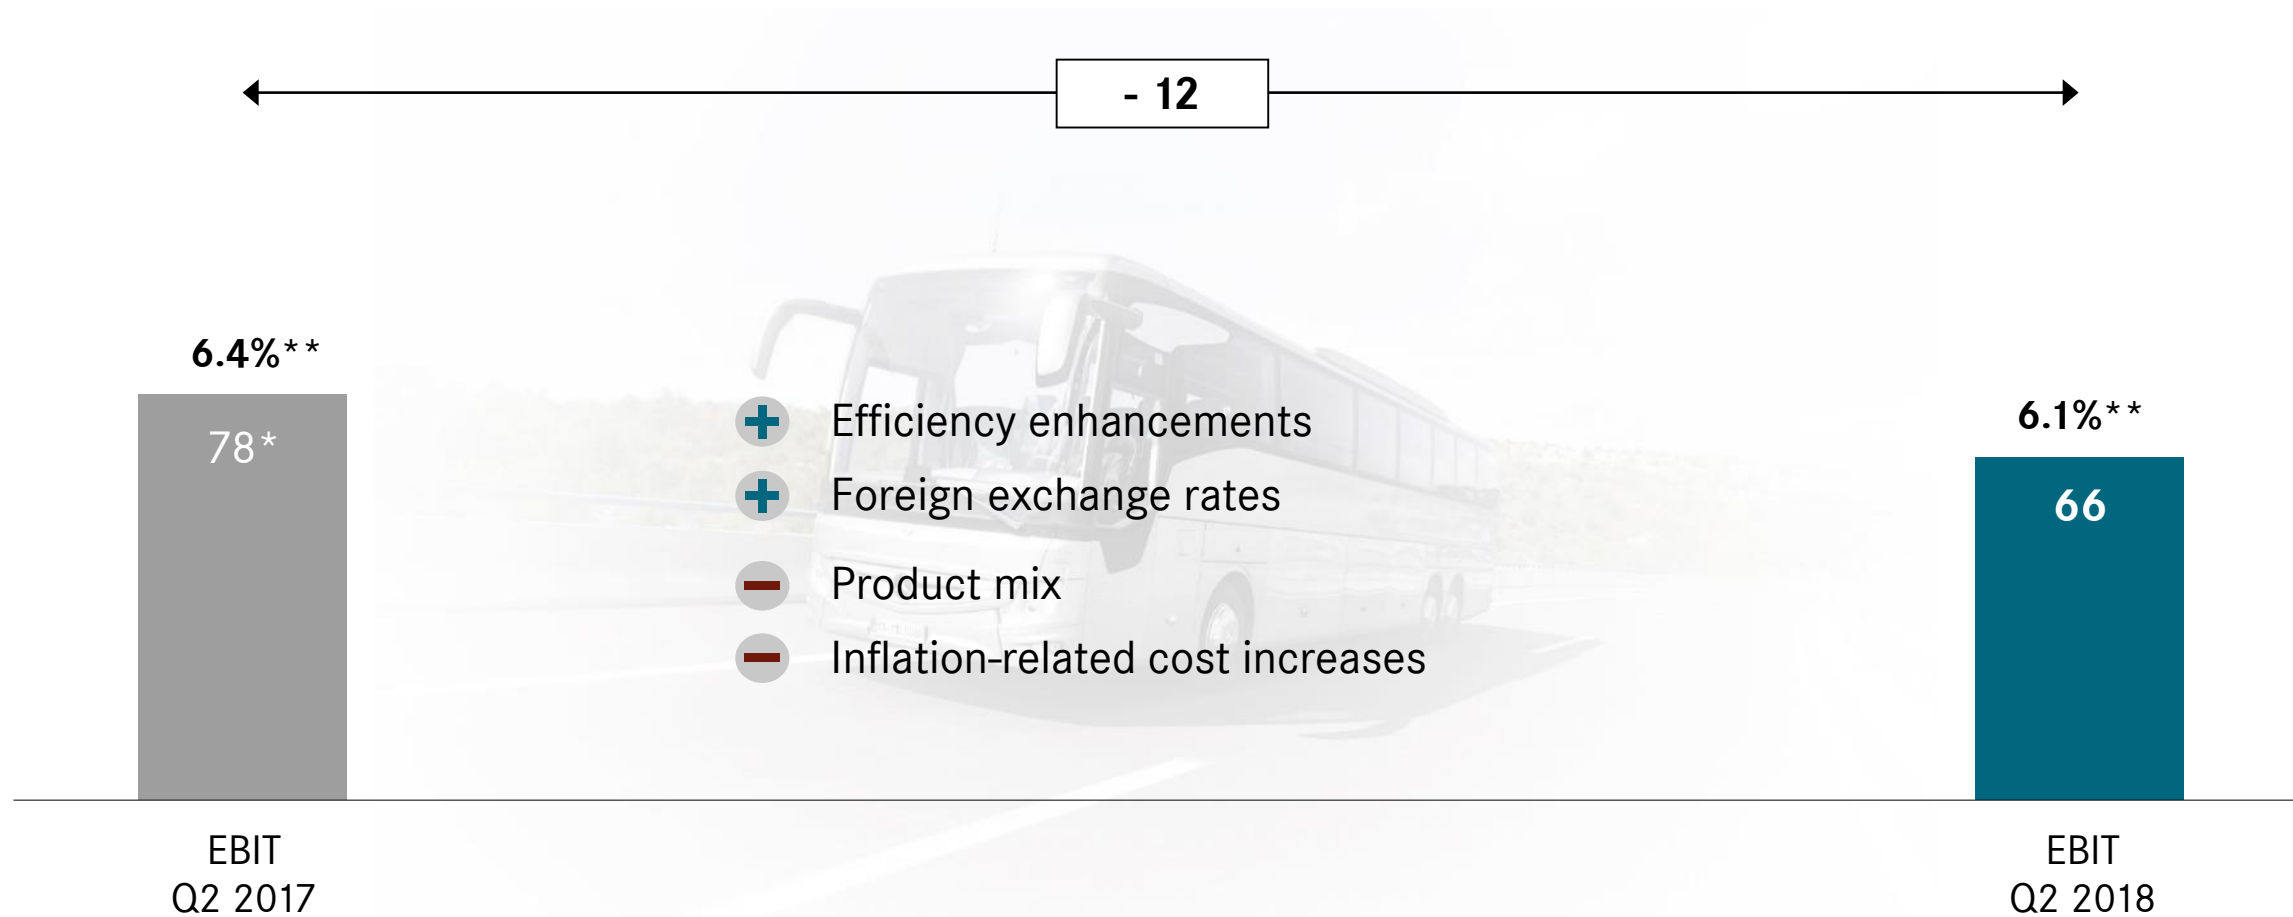 - 12
6.4%**
78*
Efficiency enhancements
Foreign exchange rates
Product mix
Inflation-related cost increases
6.1%**
66
EBIT
Q2 2017
EBIT
Q2 2018